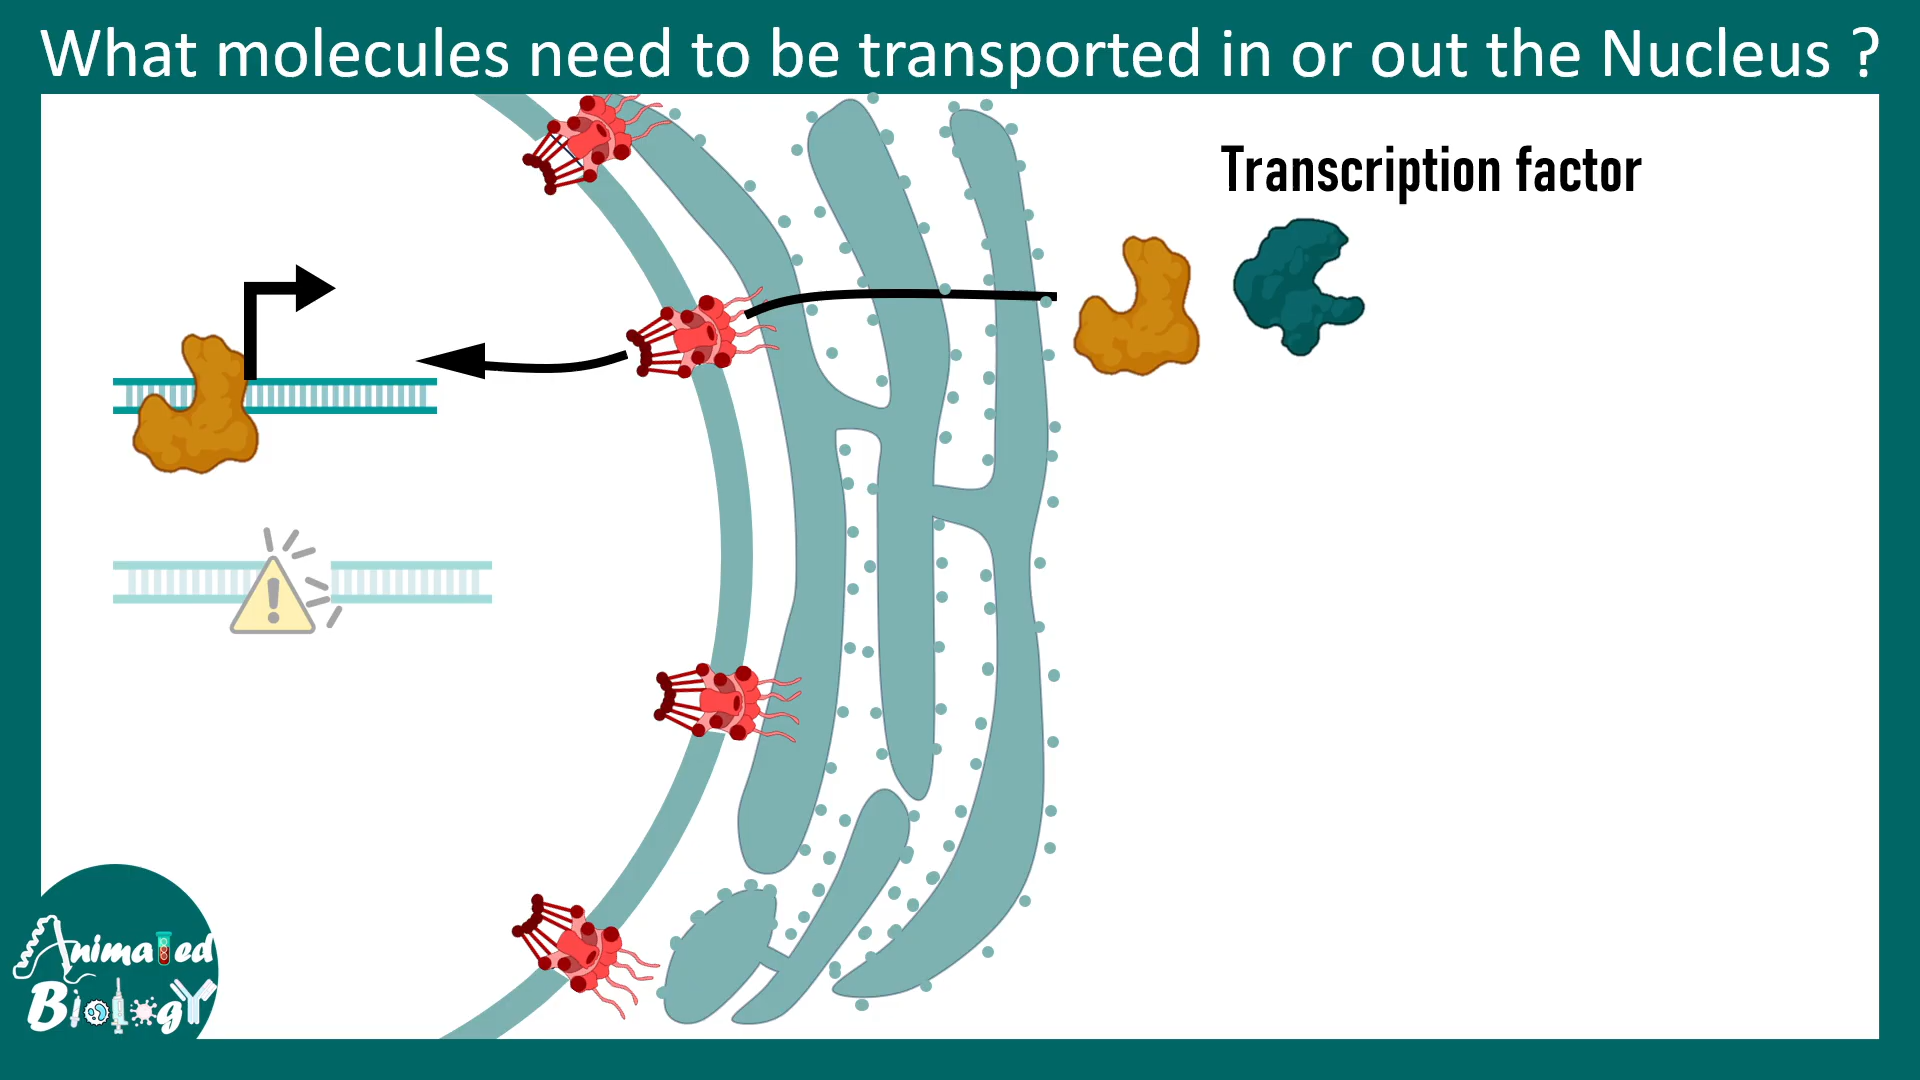 What molecules need to be transported in or out the Nucleus ?
Transcription factor
!
Animated
Biology